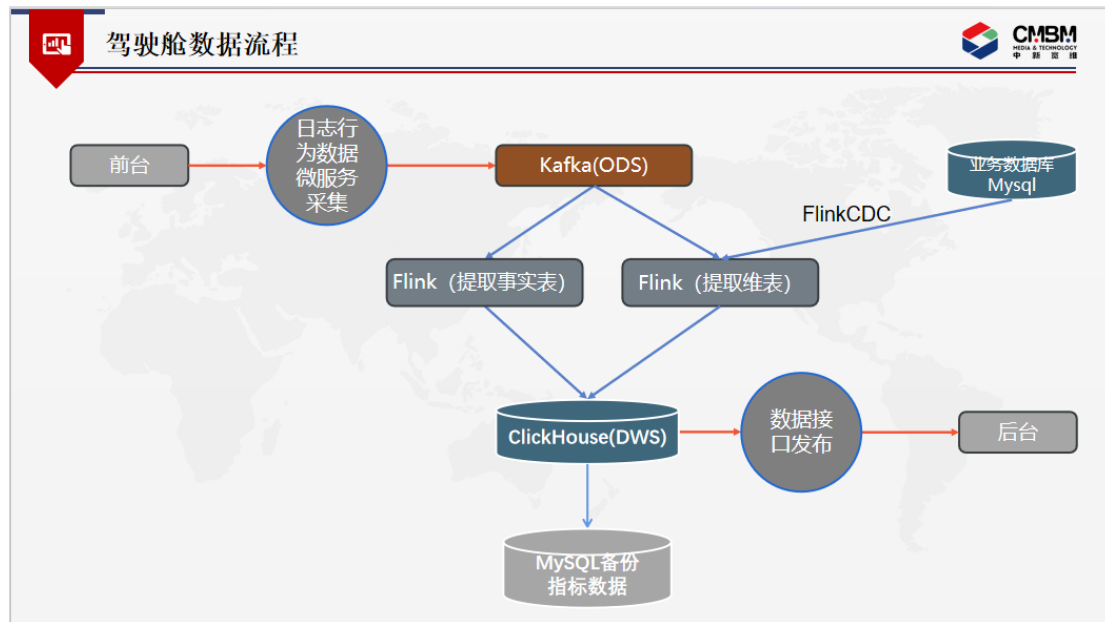 驾驶舱数据流程
CMBM
MEDIA & TECHNOLOGY
中新宽维
前台
日志行
为数据
微服务
采集
Kafka(ODS)
业务数据库
Mysql
FlinkCDC
Flink（提取事实表）
Flink（提取维表）
ClickHouse(DWS)
数据接
口发布
后台
MySQL备份
指标数据